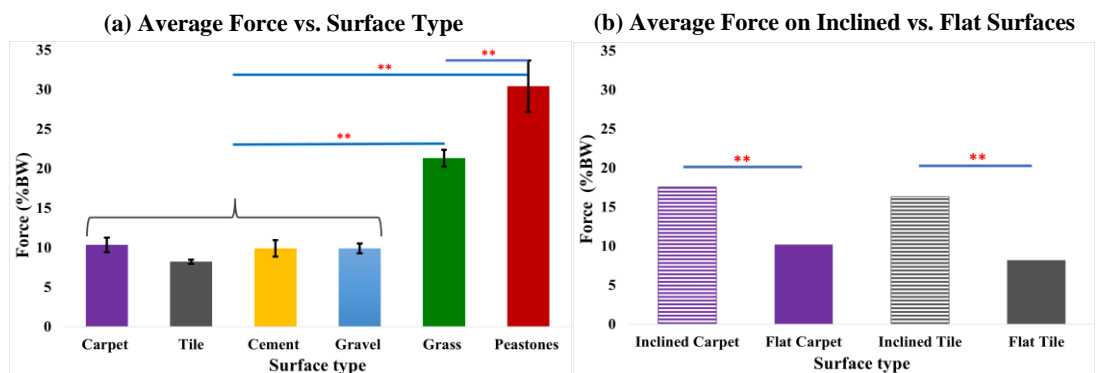 (a) Average Force vs. Surface Type
35
30
25
20
15
10
5
0
Force (%BW)
**
**
**
Carpet Tile Cement Gravel Grass Peastones
Surface type
(b) Average Force on Inclined vs. Flat Surfaces
35
30
25
20
15
10
5
0
Force (%BW)
**
**
Inclined Carpet Flat Carpet Inclined Tile Flat Tile
Surface type